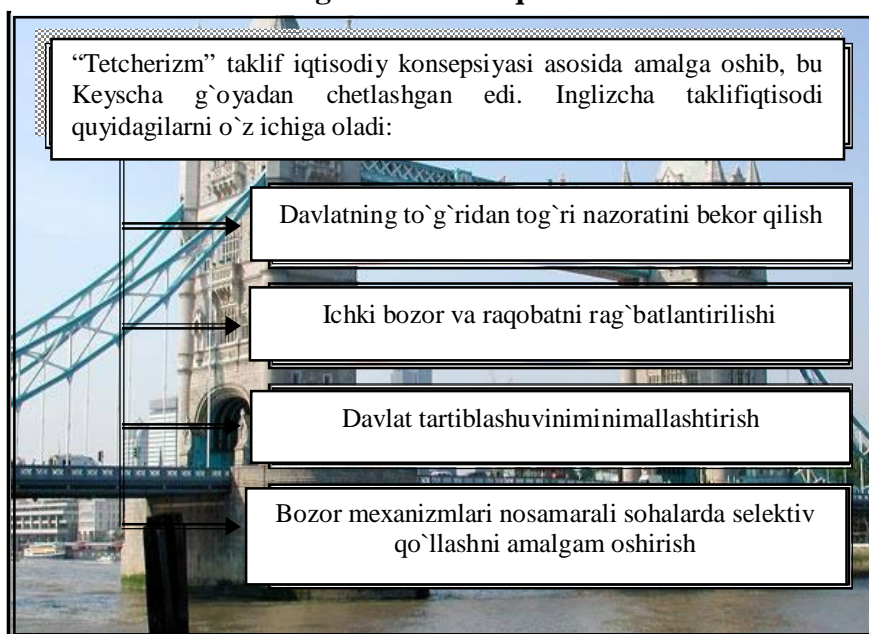 “Tetcherizm” taklif iqtisodiy konsepsiyasi asosida amalga oshib, bu
Keyscha g`oyadan chetlashgan edi. Inglizcha taklifiqtisodi
quyidagilarni o`z ichiga oladi:
Davlatning to`g`ridan tog`ri nazoratini bekor qilish
Ichki bozor va raqobatni rag`batlantirilishi
Davlat tartiblashuviniminimallashtirish
Bozor mexanizmlari nosamarali sohalarda selektiv
qo`llashni amalgam oshirish